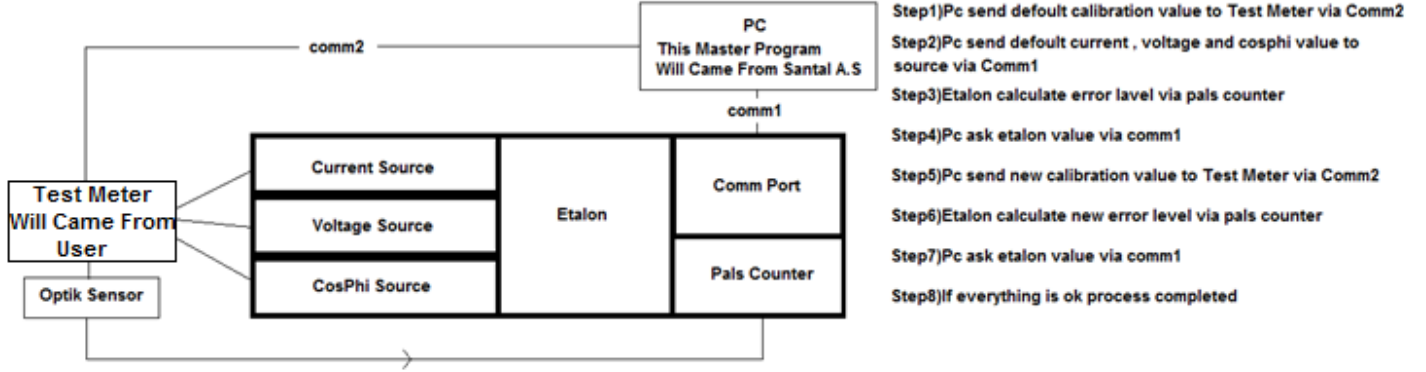 PC
This Master Program
Will Came From Santal A.S
comm2
comm1
Current Source
Voltage Source
CosPhi Source
Etalon
Comm Port
Pals Counter
Test Meter
Will Came From
User
Optik Sensor
Step1)Pc send defoult calibration value to Test Meter via Comm2
Step2)Pc send defoult current , voltage and cosphi value to
source via Comm1
Step3)Etalon calculate error lavel via pals counter
Step4)Pc ask etalon value via comm1
Step5)Pc send new calibration value to Test Meter via Comm2
Step6)Etalon calculate new error level via pals counter
Step7)Pc ask etalon value via comm1
Step8)If everything is ok process completed